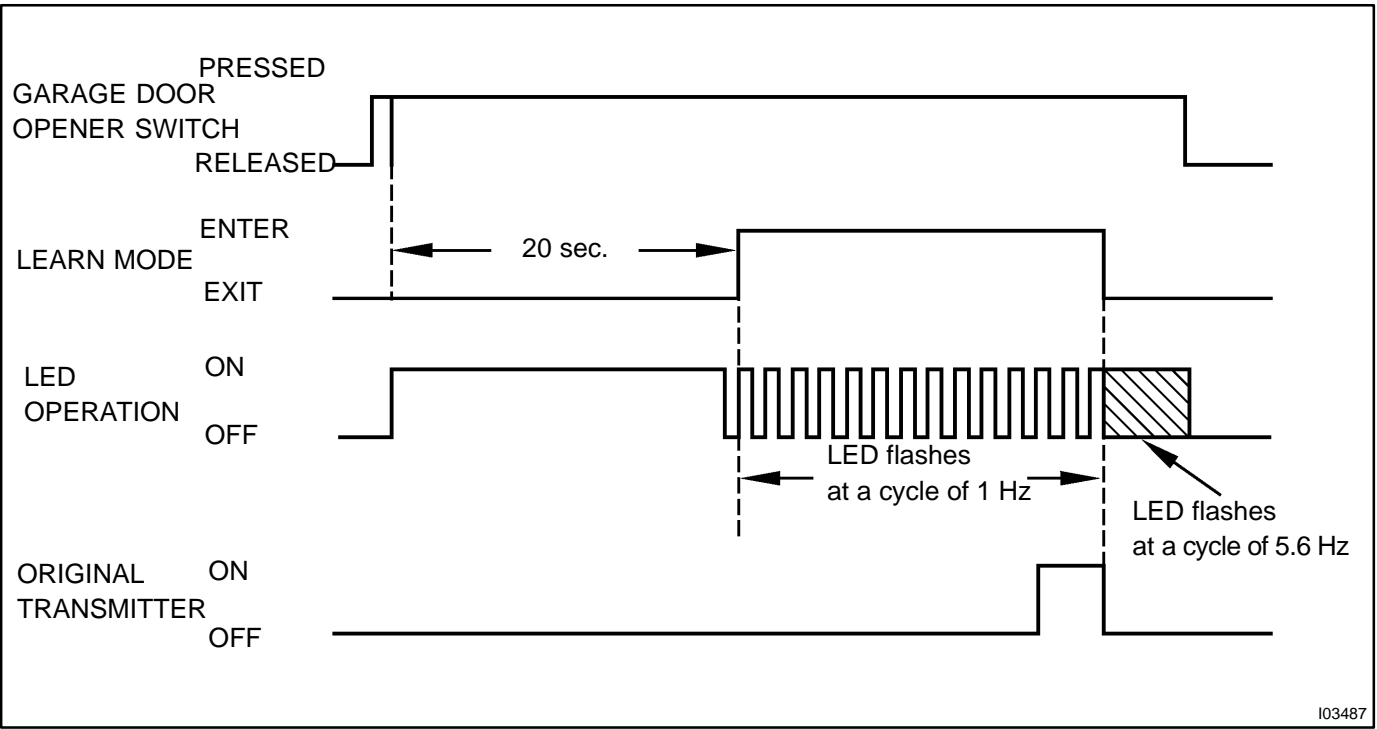 PRESSED
GARAGE DOOR
OPENER SWITCH
RELEASED
ENTER
LEARN MODE
20 sec.
EXIT
ON
LED
OPERATION
OFF
LED flashes
at a cycle of 1 Hz
LED flashes
at a cycle of 5.6 Hz
ON
ORIGINAL
TRANSMITTER
OFF
I03487